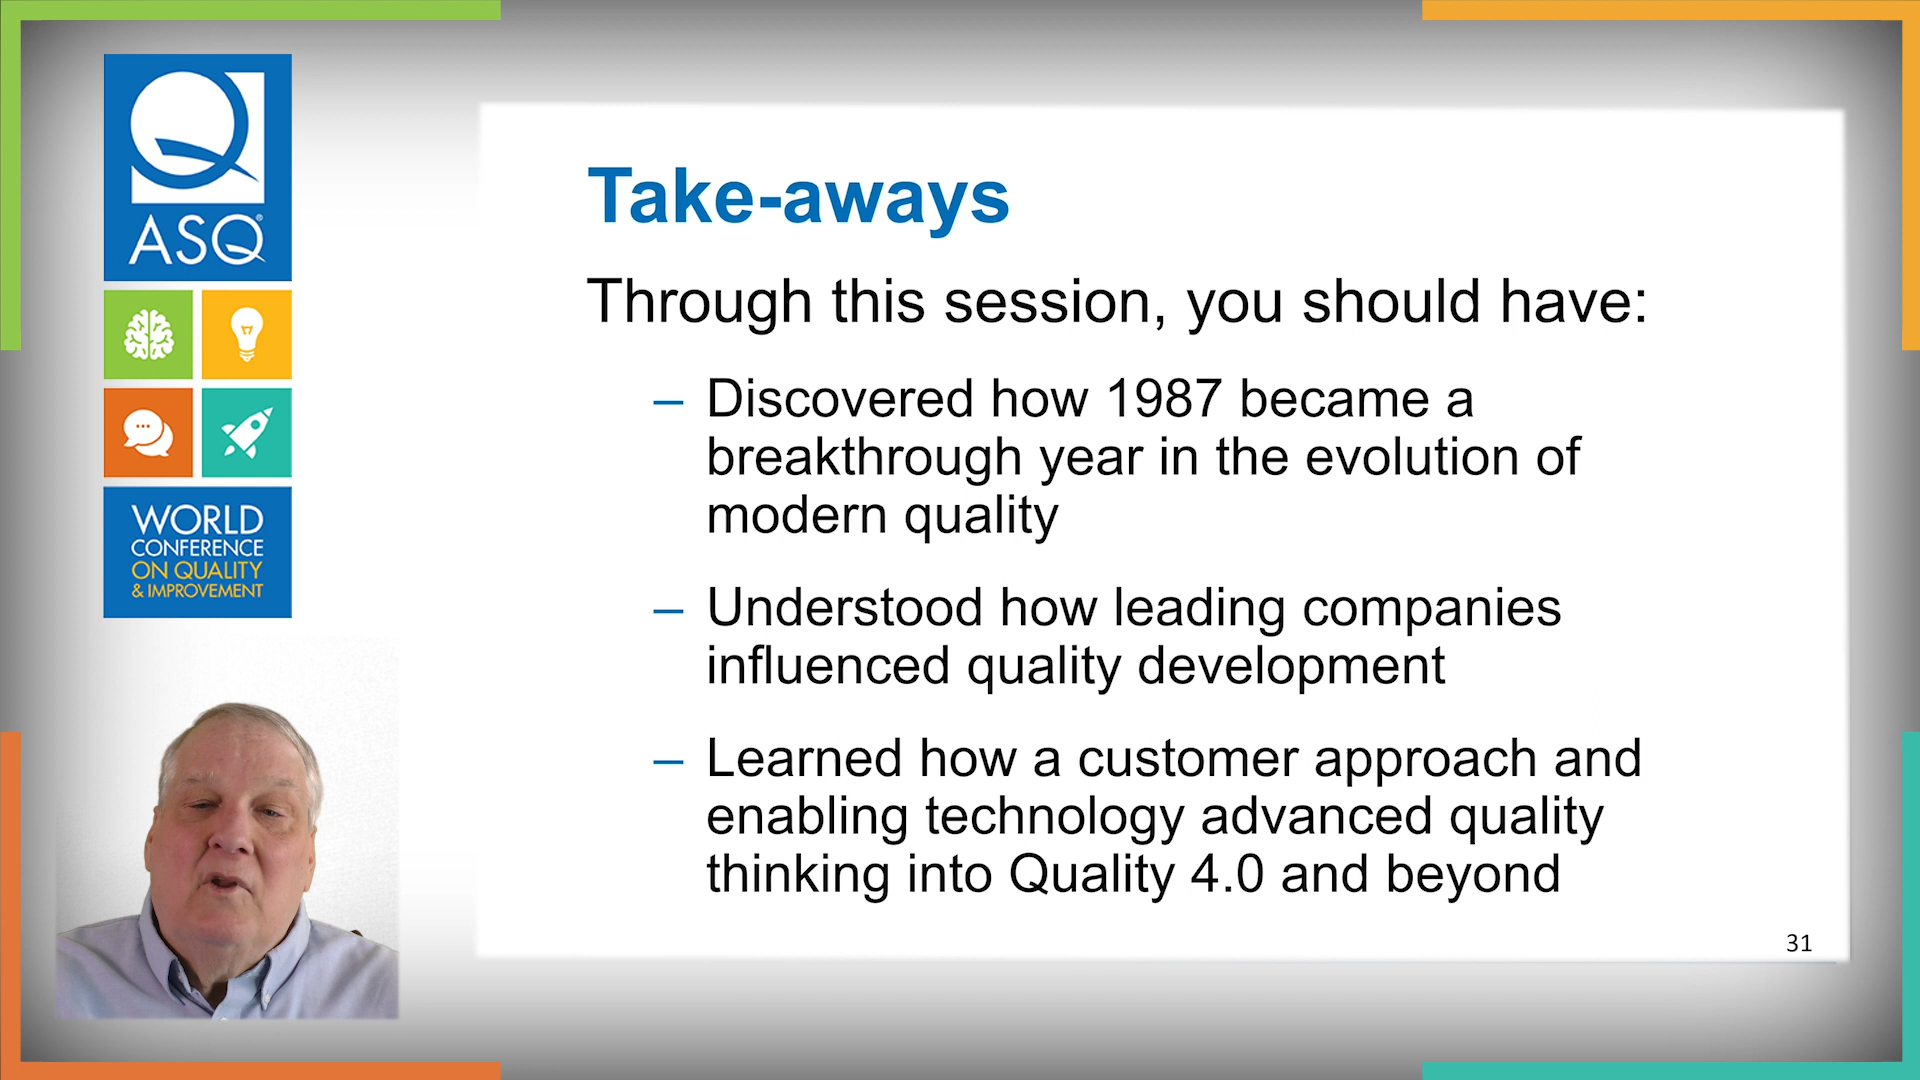 ASQ
WORLD
CONFERENCE
ON QUALITY
& IMPROVEMENT
Take-aways
Through this session, you should have:
– Discovered how 1987 became a
breakthrough year in the evolution of
modern quality
– Understood how leading companies
influenced quality development
– Learned how a customer approach and
enabling technology advanced quality
thinking into Quality 4.0 and beyond
31